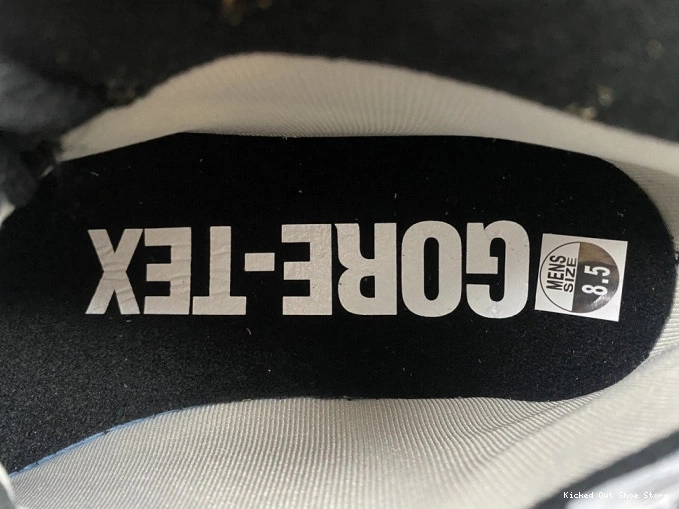 GORE-TEX
MENS
SIZE
8.5
Kicked Out Shoe Store